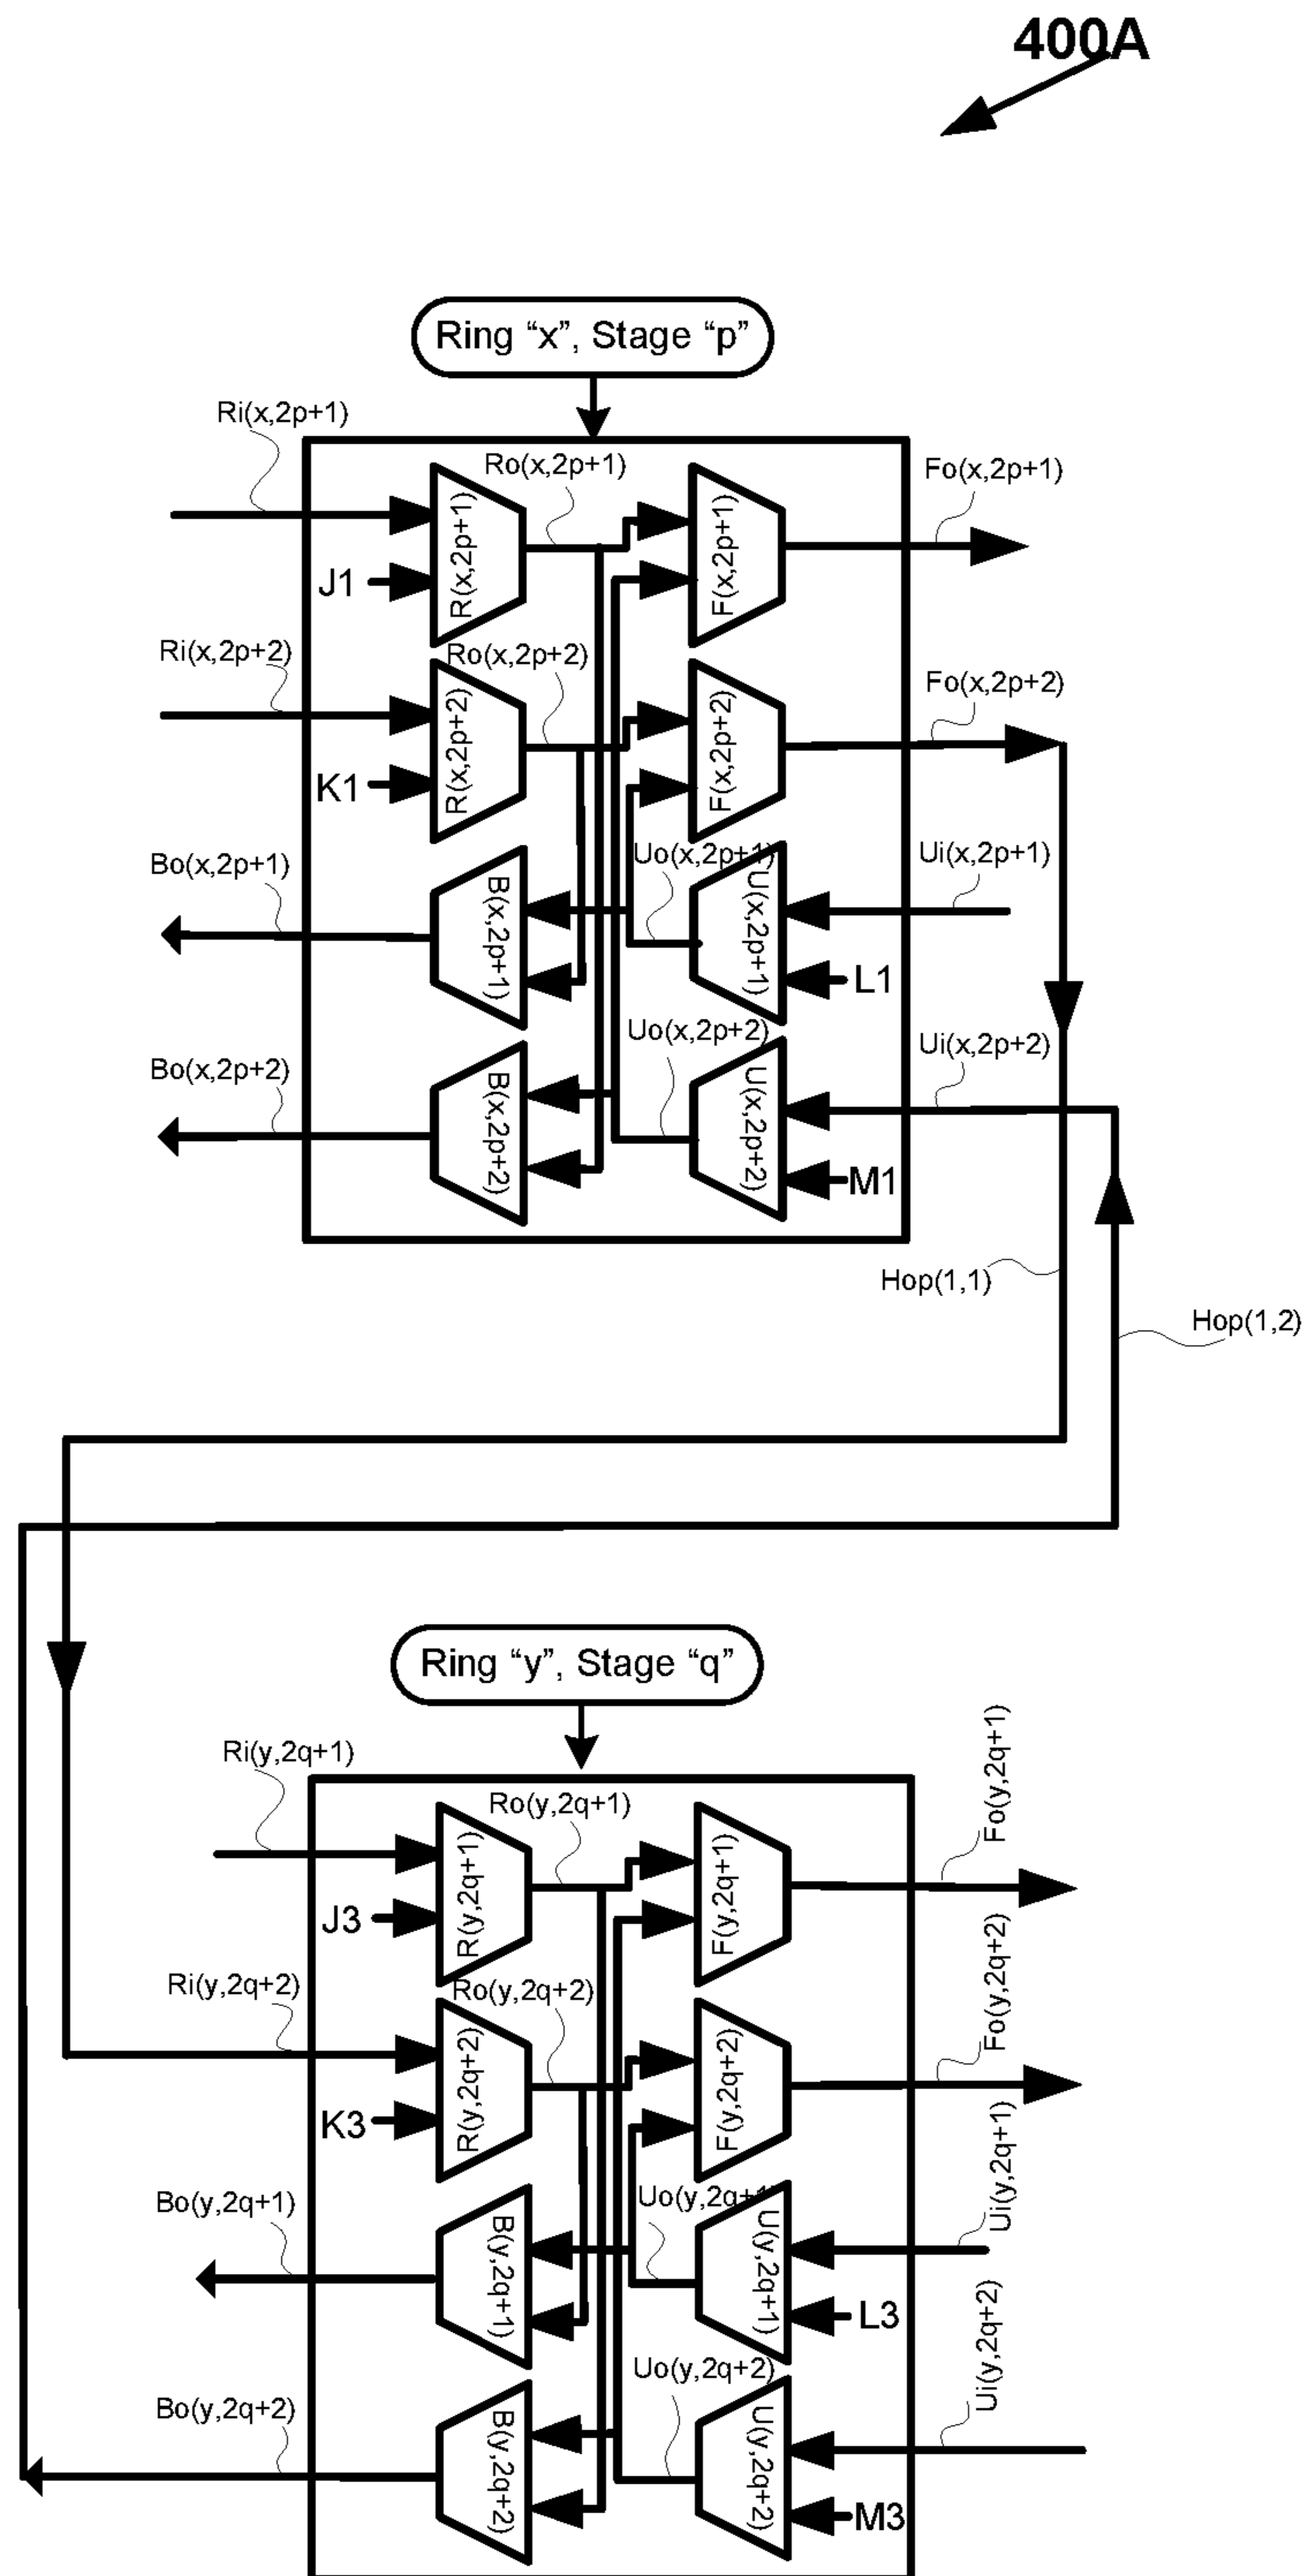 400A
Ring “x”, Stage “p”
Ri(x,2p+1)
Ro(x,2p+1)
Fo(x,2p+1)
R(x,2p+1)
F(x,2p+1)
J1
Ri(x,2p+2)
Ro(x,2p+2)
Fo(x,2p+2)
R(x,2p+2)
F(x,2p+2)
K1
Bo(x,2p+1)
Uo(x,2p+1)
Ui(x,2p+1)
B(x,2p+1)
U(x,2p+1)
L1
Bo(x,2p+2)
Uo(x,2p+2)
Ui(x,2p+2)
B(x,2p+2)
U(x,2p+2)
M1
Hop(1,1)
Hop(1,2)
Ring “y”, Stage “q”
Ri(y,2q+1)
Ro(y,2q+1)
Fo(y,2q+1)
R(y,2q+1)
F(y,2q+1)
J3
Ri(y,2q+2)
Ro(y,2q+2)
Fo(y,2q+2)
R(y,2q+2)
F(y,2q+2)
K3
Bo(y,2q+1)
Uo(y,2q+1)
Ui(y,2q+1)
B(y,2q+1)
U(y,2q+1)
L3
Bo(y,2q+2)
Uo(y,2q+2)
Ui(y,2q+2)
B(y,2q+2)
U(y,2q+2)
M3